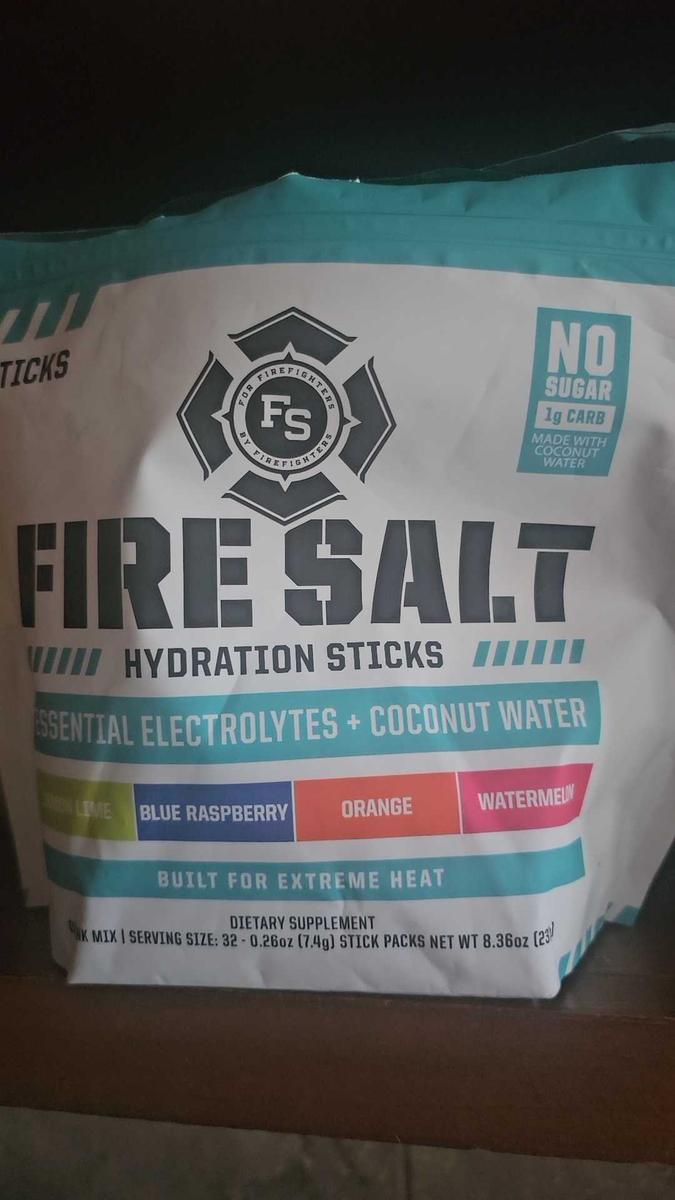 TICKS
FOR FIREFIGHTERS
FS
BY FIREFIGHTERS
NO
SUGAR
1g CARB
MADE WITH
COCONUT
WATER
FIRE SALT
HYDRATION STICKS
ESSENTIAL ELECTROLYTES + COCONUT WATER
LEMON LIME BLUE RASPBERRY ORANGE WATERMELON
BUILT FOR EXTREME HEAT
DIETARY SUPPLEMENT
MIX | SERVING SIZE: 32 - 0.26oz (7.4g) STICK PACKS NET WT 8.36oz